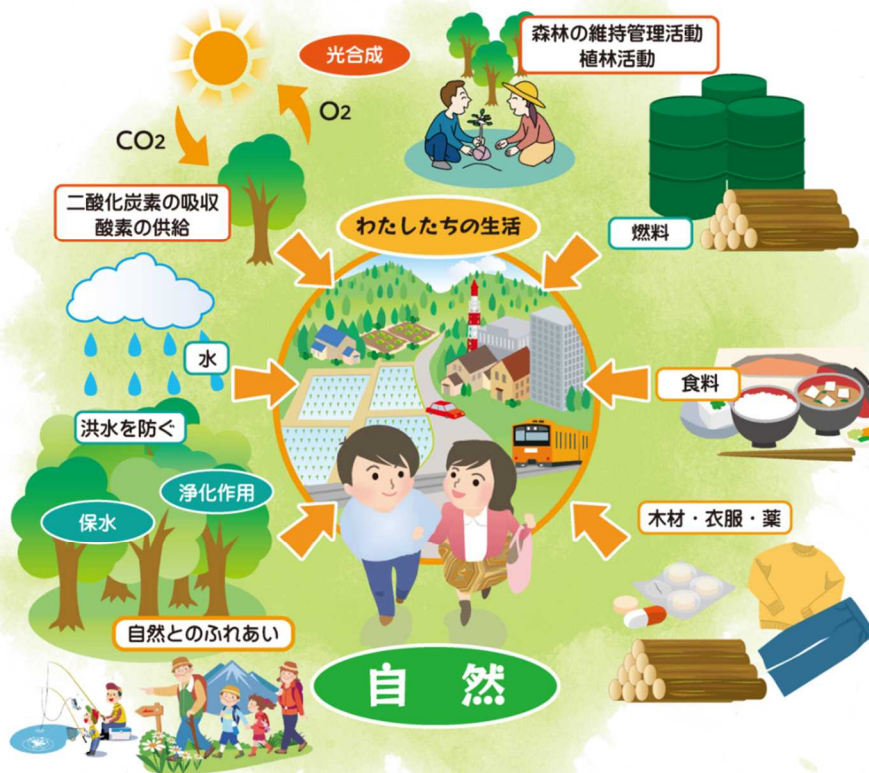 光合成
森林の維持管理活動
植林活動
O2
CO2
二酸化炭素の吸収
酸素の供給
わたしたちの生活
燃料
水
食料
洪水を防ぐ
浄化作用
保水
木材・衣服・薬
自然とのふれあい
自 然